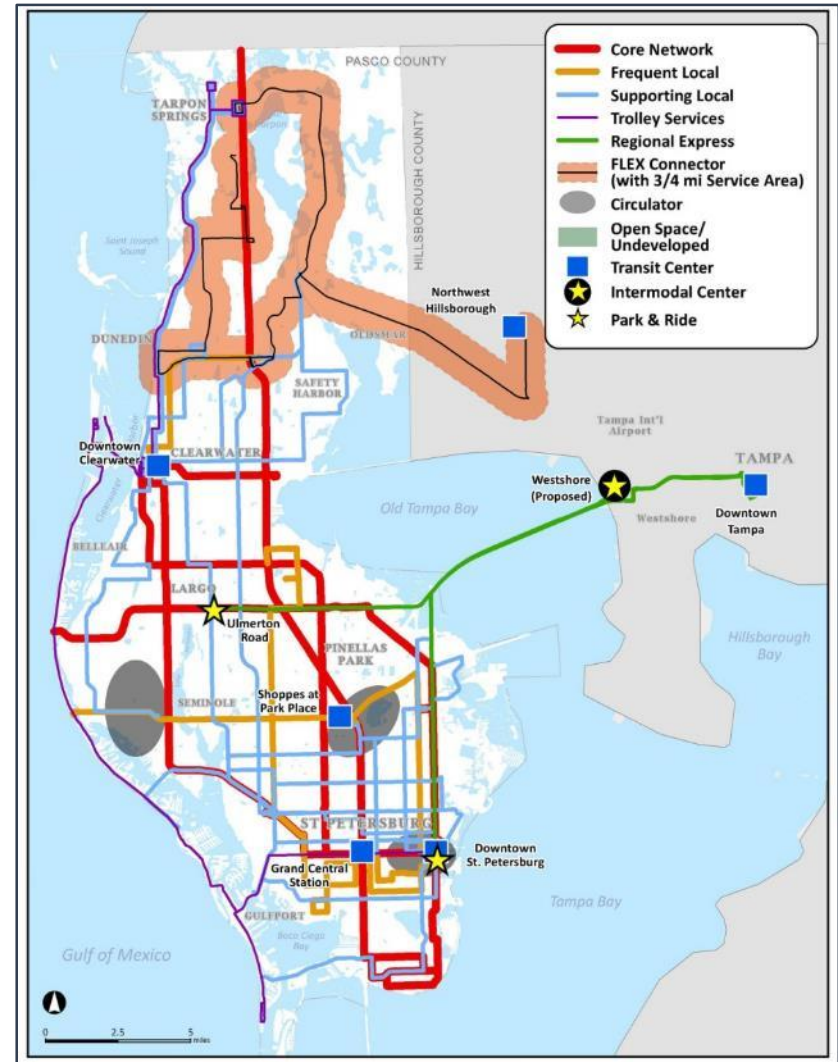 PASCO COUNTY
HILLSBOROUGH COUNTY
Core Network
Frequent Local
Supporting Local
Trolley Services
Regional Express
FLEX Connector
(with 3/4 mi Service Area)
Circulator
Open Space/
Undeveloped
Transit Center
Intermodal Center
Park & Ride
TARPON
SPRINGS
Saint Joseph
Sound
Northwest
Hillsborough
DUNEDIN
OLDSMAR
SAFETY
HARBOR
Tampa Int'l
Airport
Downtown
Clearwater
CLEARWATER
Clearwater Harbor
TAMPA
Westshore
(Proposed)
Old Tampa Bay
Downtown
Tampa
Westshore
BELLEAIR
LARGO
Ulmerton
Road
PINELLAS
PARK
Hillsborough
Bay
SEMINOLE
Shoppes at
Park Place
ST PETERSBURG
Downtown
St. Petersburg
Grand Central
Station
GULFPORT
Tampa Bay
Boca Ciega
Bay
Gulf of Mexico
0 2.5 5
miles